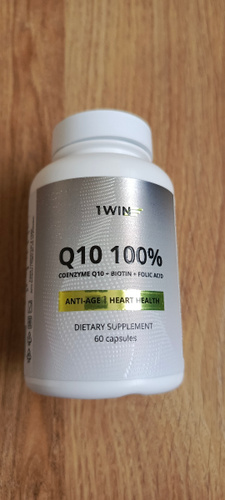 1WIN
Q10 100%
COENZYME Q10 + BIOTIN + FOLIC ACID
ANTI-AGE | HEART HEALTH
DIETARY SUPPLEMENT
60 capsules